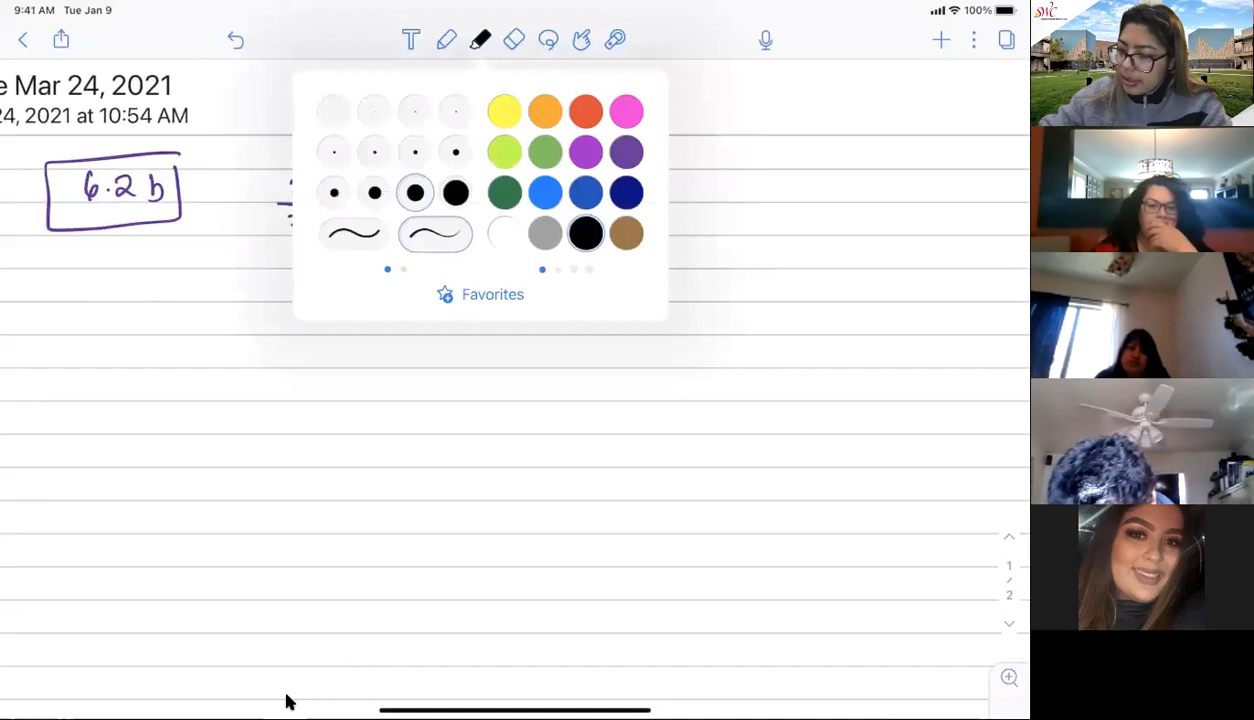 9:41 AM Tue Jan 9
100%
e Mar 24, 2021
24, 2021 at 10:54 AM
6.2 b
Favorites
1
/
2
SWC